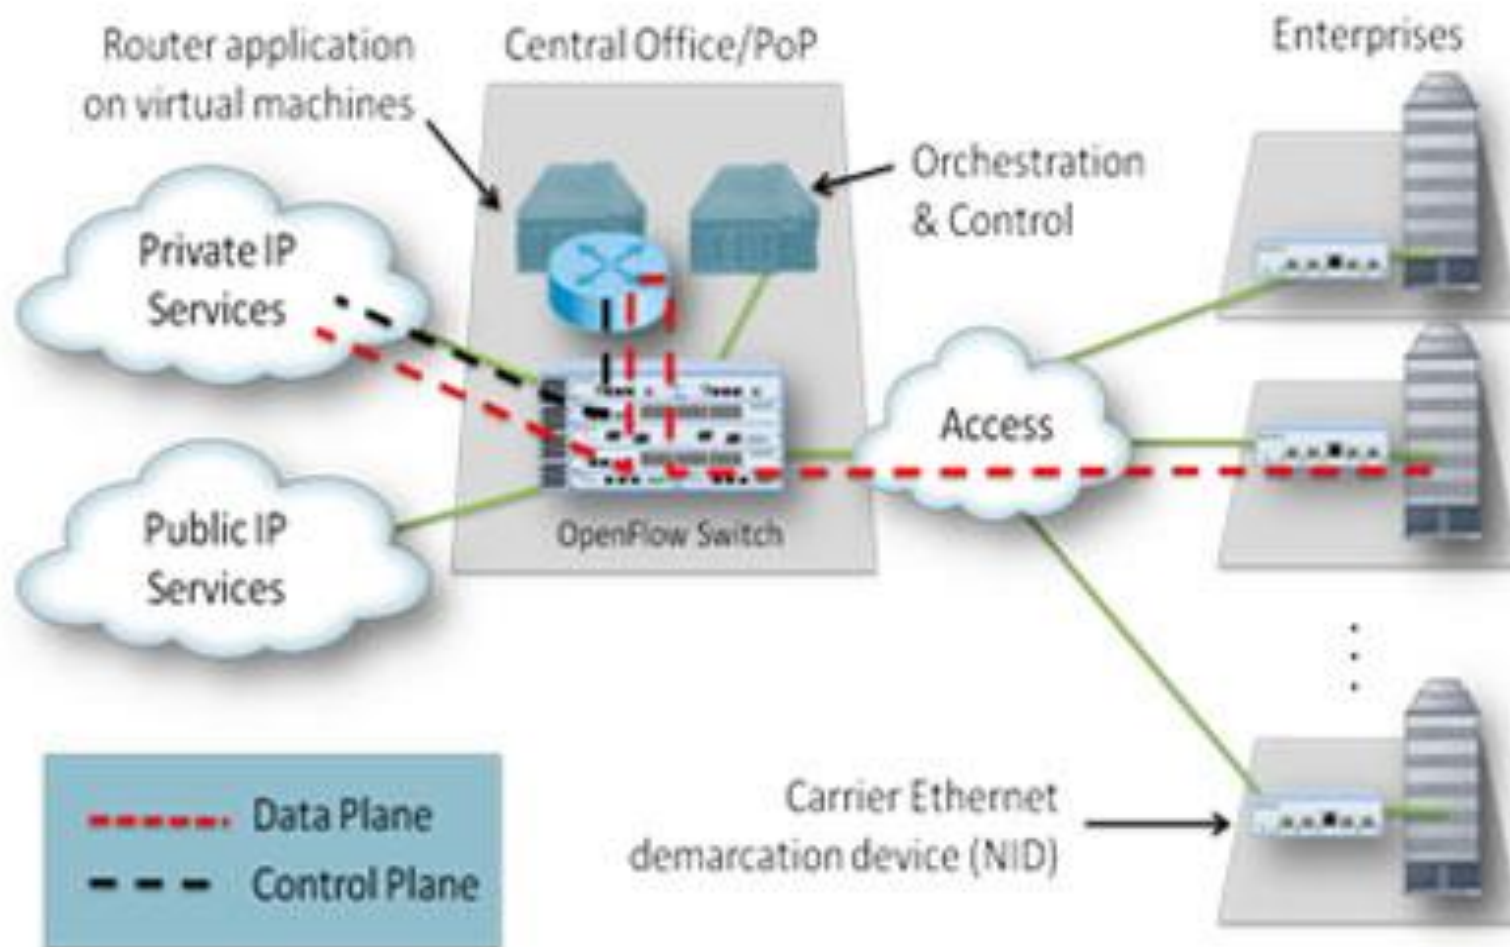 Router application
on virtual machines
Central Office/PoP
Enterprises
Orchestration
& Control
Private IP
Services
Access
OpenFlow Switch
Public IP
Services
Carrier Ethernet
demarcation device (NID)
Data Plane
Control Plane